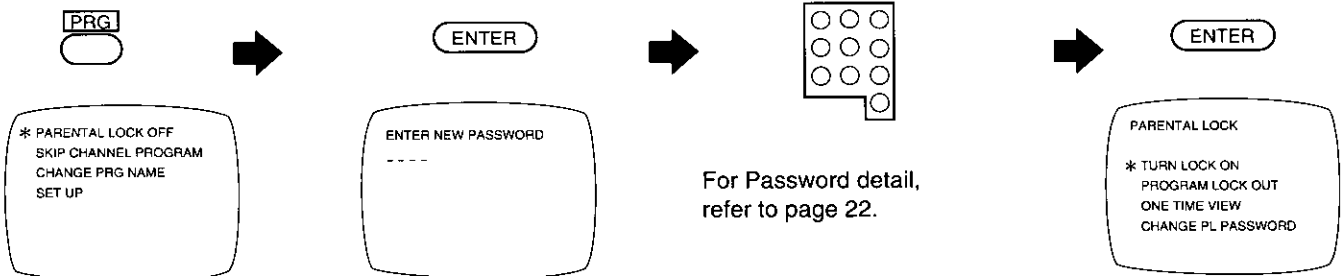 PRG
* PARENTAL LOCK OFF
SKIP CHANNEL PROGRAM
CHANGE PRG NAME
SET UP
ENTER
ENTER NEW PASSWORD
- - - -
For Password detail,
refer to page 22.
ENTER
PARENTAL LOCK
* TURN LOCK ON
PROGRAM LOCK OUT
ONE TIME VIEW
CHANGE PL PASSWORD